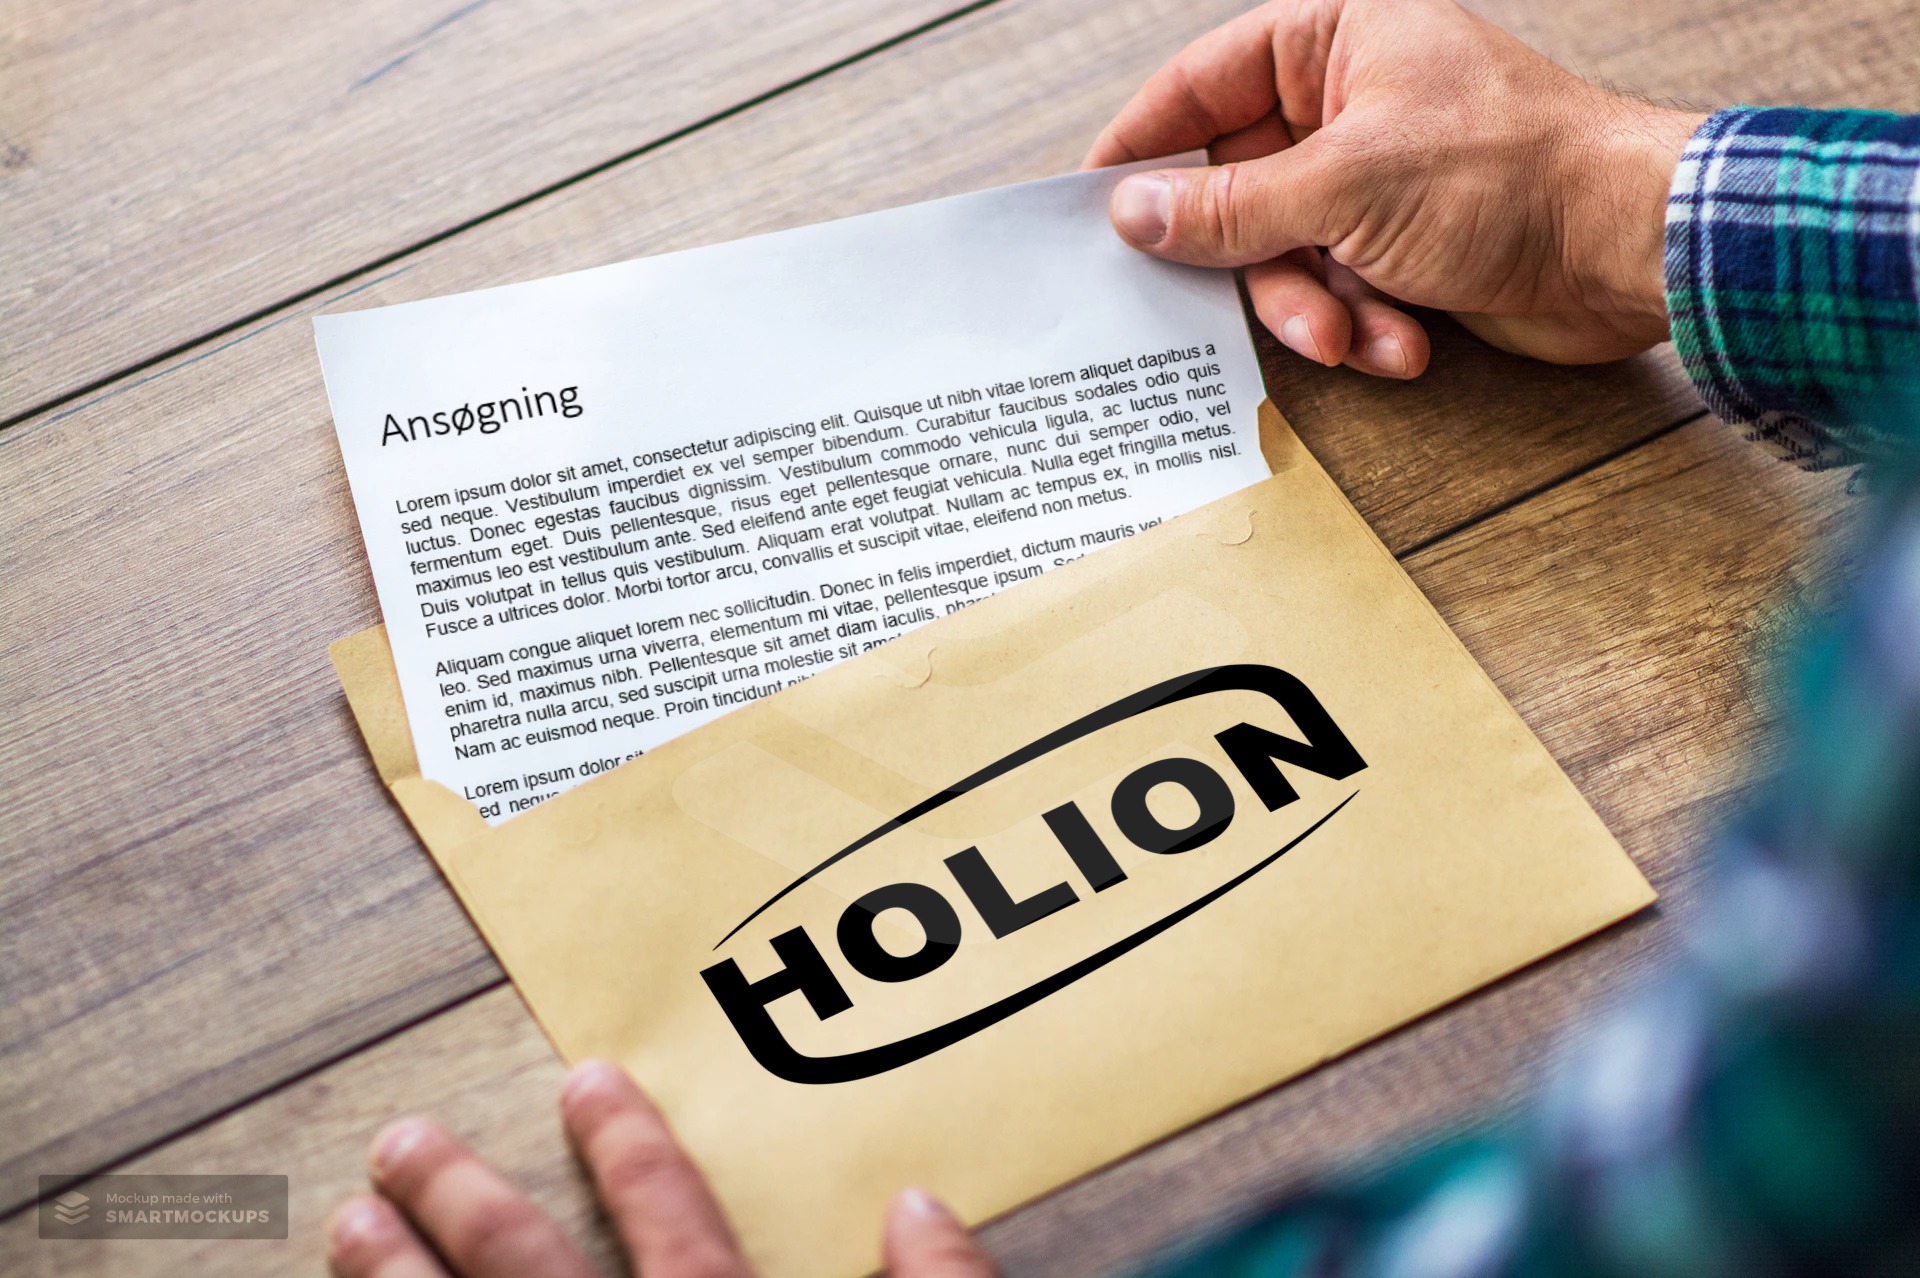 Ansøgning
Lorem ipsum dolor sit amet, consectetur adipiscing elit. Quisque ut nibh vitae lorem aliquet dapibus a
sed neque. Vestibulum imperdiet ex vel semper bibendum. Curabitur faucibus sodales odio quis
luctus. Donec egestas faucibus dignissim. Vestibulum commodo vehicula ligula, ac luctus nunc
fermentum eget. Duis pellentesque, risus eget pellentesque ornare, nunc dui semper odio, vel
maximus leo est vestibulum ante. Sed eleifend ante eget feugiat vehicula. Nulla eget fringilla metus.
Duis volutpat in tellus quis vestibulum. Aliquam erat volutpat. Nullam ac tempus ex, in mollis nisl.
Fusce a ultrices dolor. Morbi tortor arcu, convallis et suscipit vitae, eleifend non metus.
Aliquam congue aliquet lorem nec sollicitudin. Donec in felis imperdiet, dictum mauris vel
leo. Sed maximus urna viverra, elementum mi vitae, pellentesque ipsum.
enim id, maximus nibh. Pellentesque sit amet diam iaculis,
pharetra nulla arcu, sed suscipit urna molestie sit
Nam ac euismod neque. Proin tincidunt
Lorem ipsum dolor
HOLION
Mockup made with
SMARTMOCKUPS